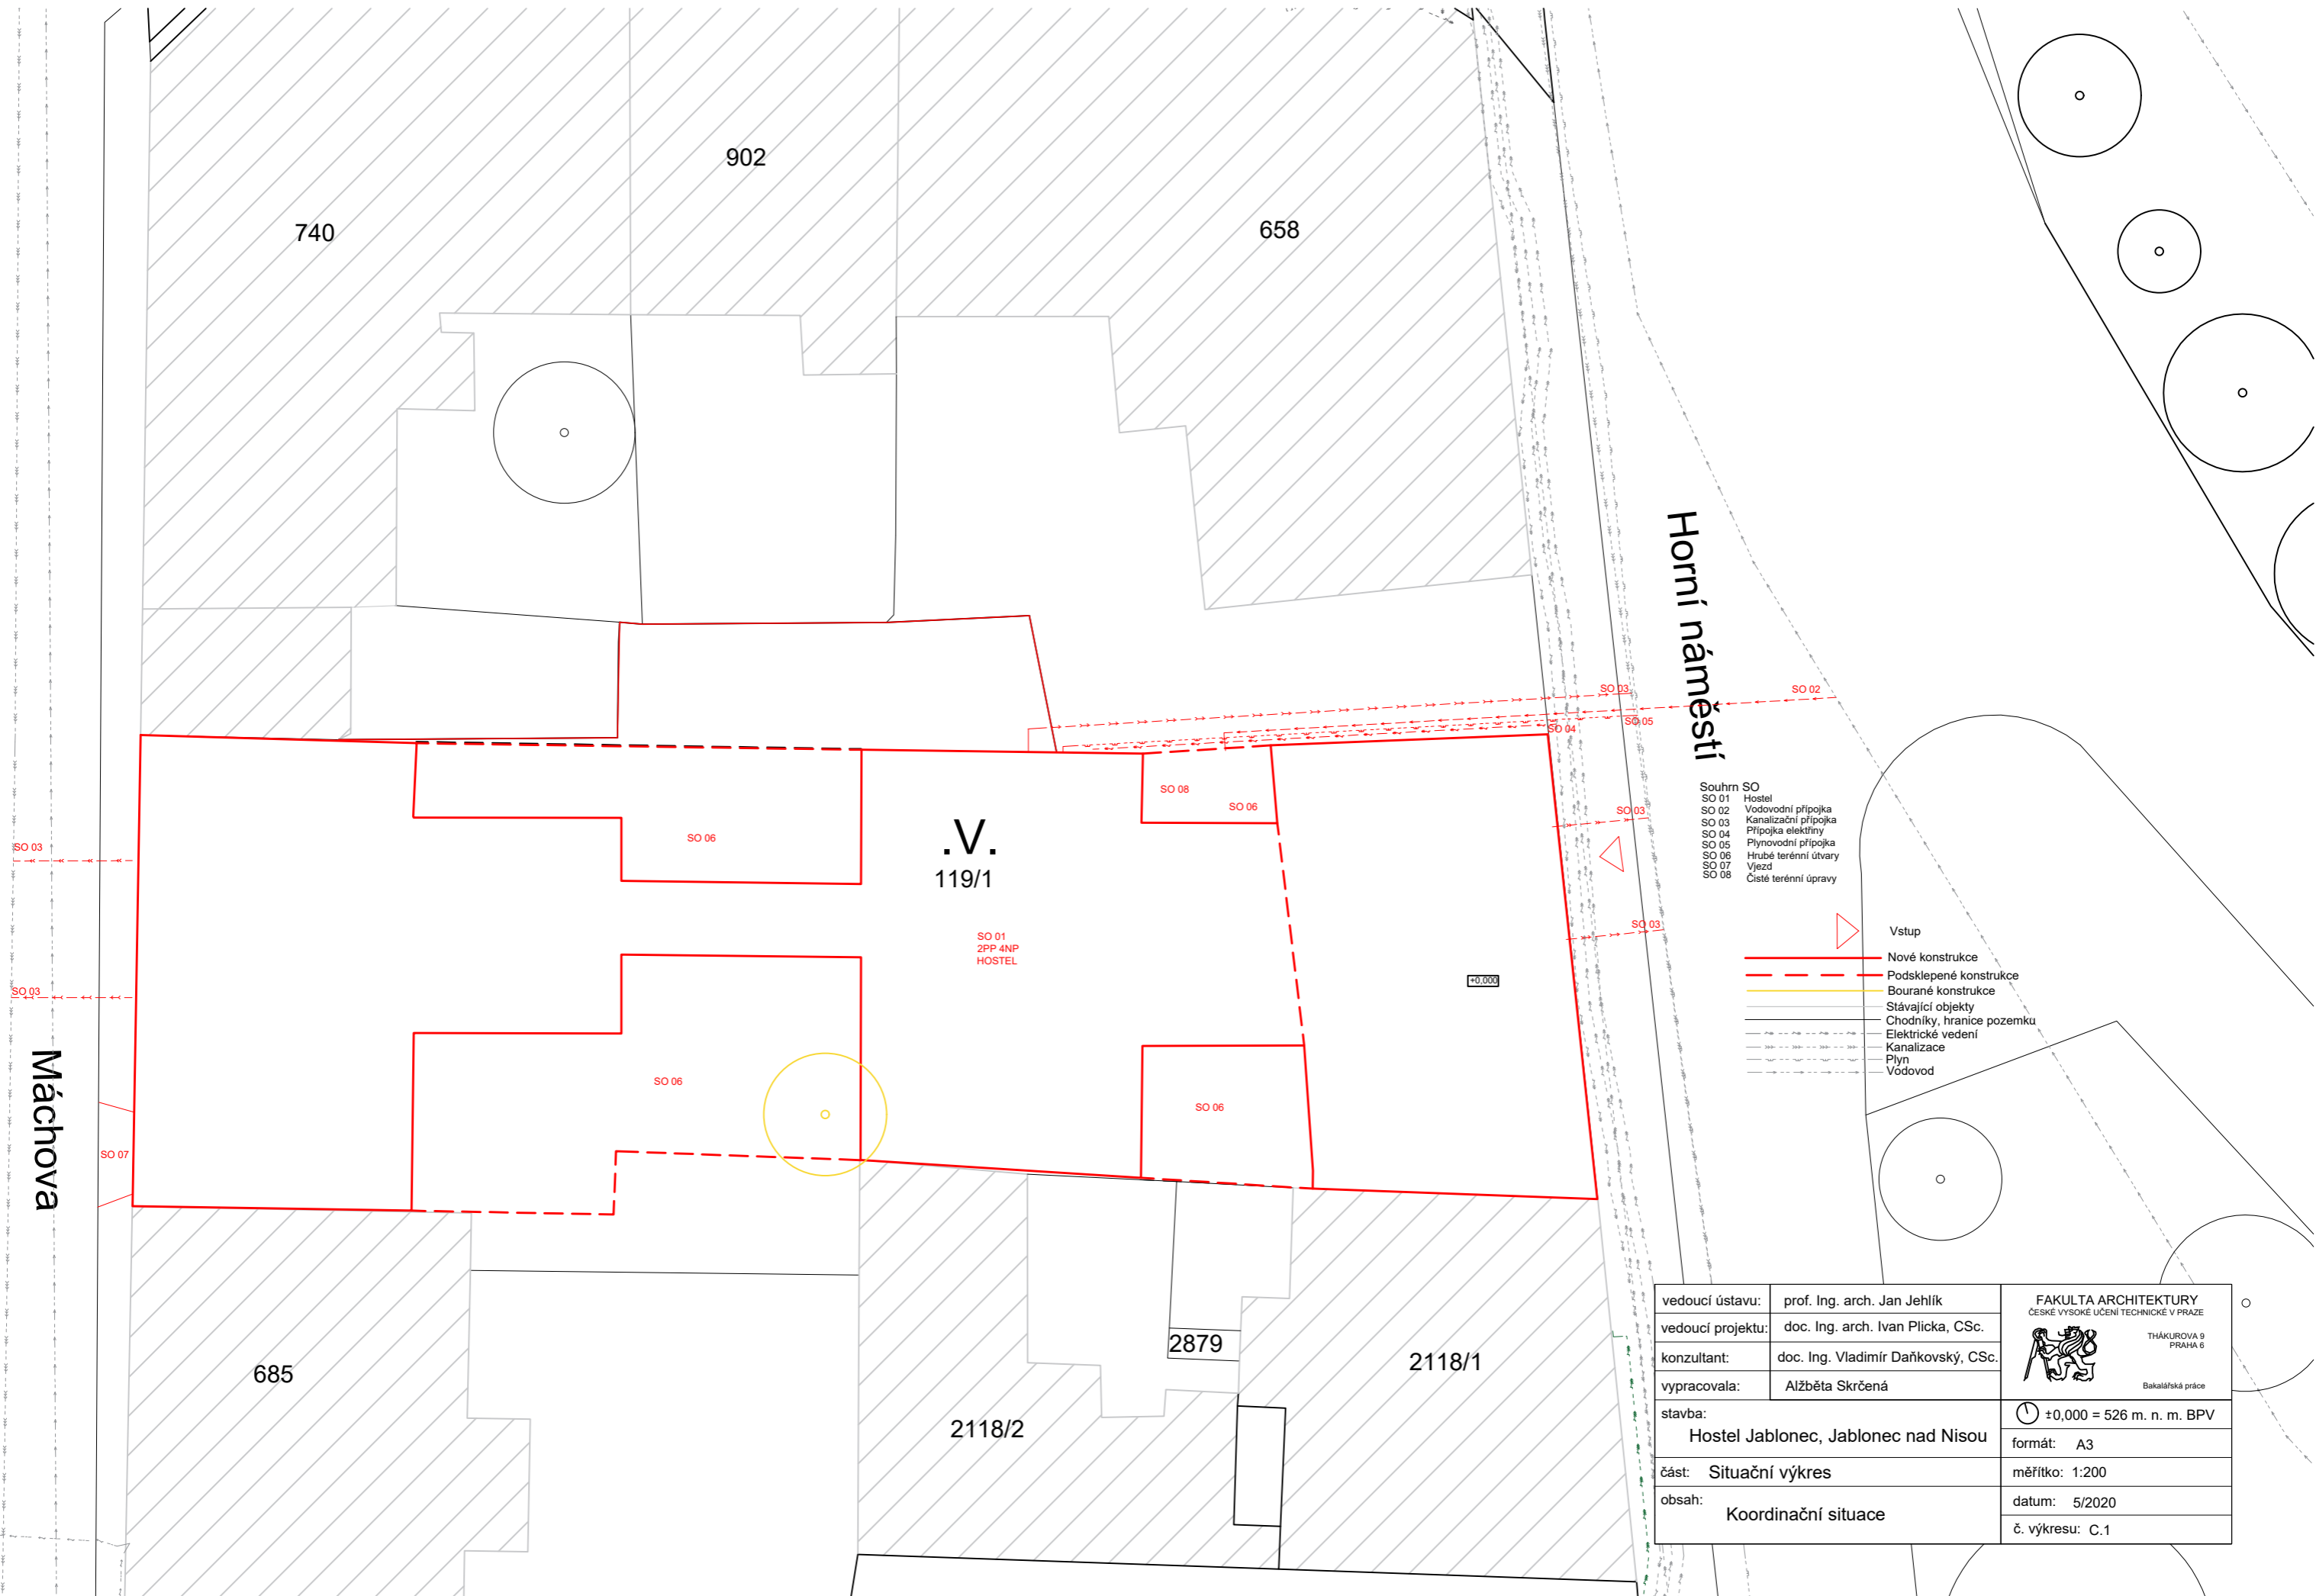 902
740
658
Horní náměstí
SO 03
SO 02
SO 05
SO 04
SO 08
SO 06
SO 06
.V.
119/1
SO 03
SO 03
SO 01
2PP 4NP
HOSTEL
+0,000
SO 03
SO 03
SO 06
SO 06
SO 07
Máchova
Souhrn SO
SO 01 Hostel
SO 02 Vodovodní přípojka
SO 03 Kanalizační přípojka
SO 04 Přípojka elektřiny
SO 05 Plynovodní přípojka
SO 06 Hrubé terénní útvary
SO 07 Vjezd
SO 08 Čisté terénní úpravy
Vstup
Nové konstrukce
Podsklepené konstrukce
Bourané konstrukce
Stávající objekty
Chodníky, hranice pozemku
Elektrické vedení
Kanalizace
Plyn
Vodovod
685
2879
2118/1
2118/2
vedoucí ústavu: prof. Ing. arch. Jan Jehlík
vedoucí projektu: doc. Ing. arch. Ivan Plicka, CSc.
konzultant: doc. Ing. Vladimír Daňkovský, CSc.
vypracovala: Alžběta Skrčená
FAKULTA ARCHITEKTURY
ČESKÉ VYSOKÉ UČENÍ TECHNICKÉ V PRAZE
THÁKUROVA 9
PRAHA 6
Bakalářská práce
stavba:
Hostel Jablonec, Jablonec nad Nisou
část: Situační výkres
obsah:
Koordinační situace
±0,000 = 526 m. n. m. BPV
formát: A3
měřítko: 1:200
datum: 5/2020
č. výkresu: C.1